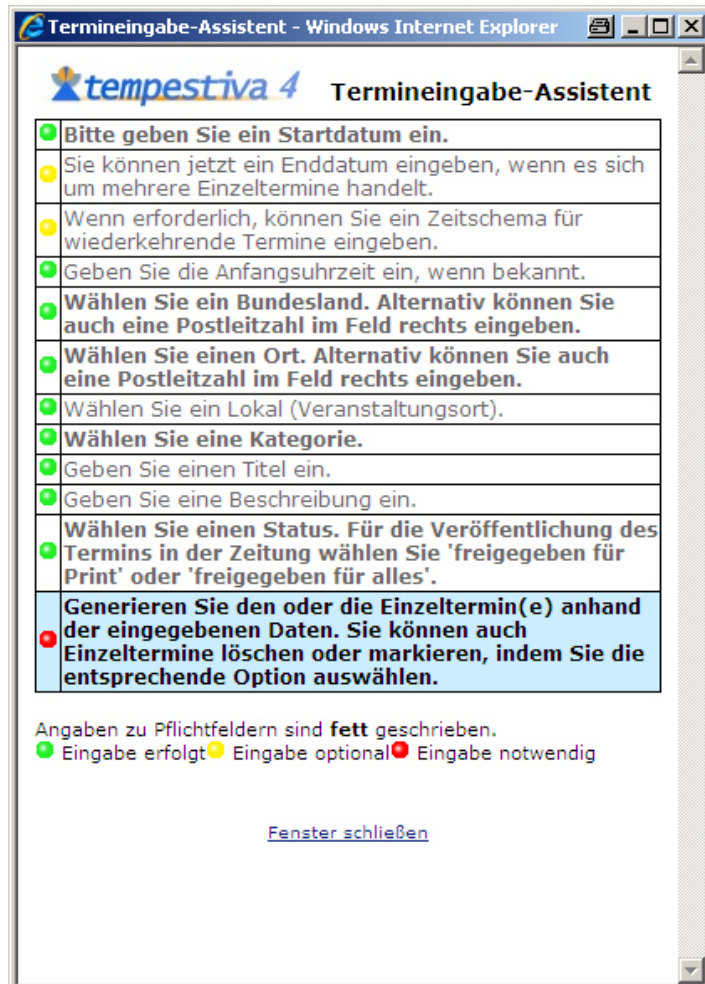 Termineingabe-Assistent - Windows Internet Explorer
tempestiva 4 Termineingabe-Assistent
Bitte geben Sie ein Startdatum ein.
Sie können jetzt ein Enddatum eingeben, wenn es sich
um mehrere Einzeltermine handelt.
Wenn erforderlich, können Sie ein Zeitschema für
wiederkehrende Termine eingeben.
Geben Sie die Anfangsuhrzeit ein, wenn bekannt.
Wählen Sie ein Bundesland. Alternativ können Sie
auch eine Postleitzahl im Feld rechts eingeben.
Wählen Sie einen Ort. Alternativ können Sie auch
eine Postleitzahl im Feld rechts eingeben.
Wählen Sie ein Lokal (Veranstaltungsort).
Wählen Sie eine Kategorie.
Geben Sie einen Titel ein.
Geben Sie eine Beschreibung ein.
Wählen Sie einen Status. Für die Veröffentlichung des
Termins in der Zeitung wählen Sie 'freigegeben für
Print' oder 'freigegeben für alles'.
Generieren Sie den oder die Einzeltermin(e) anhand
der eingegebenen Daten. Sie können auch
Einzeltermine löschen oder markieren, indem Sie die
entsprechende Option auswählen.
Angaben zu Pflichtfeldern sind fett geschrieben.
Eingabe erfolgt Eingabe optional Eingabe notwendig
Fenster schließen